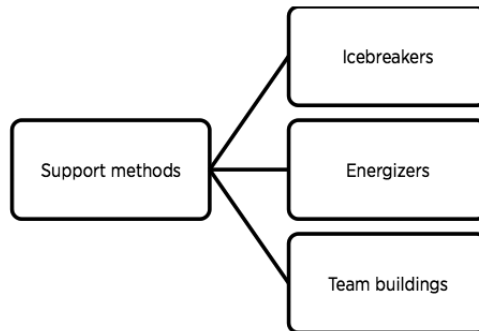 Icebreakers
Support methods
Energizers
Team buildings